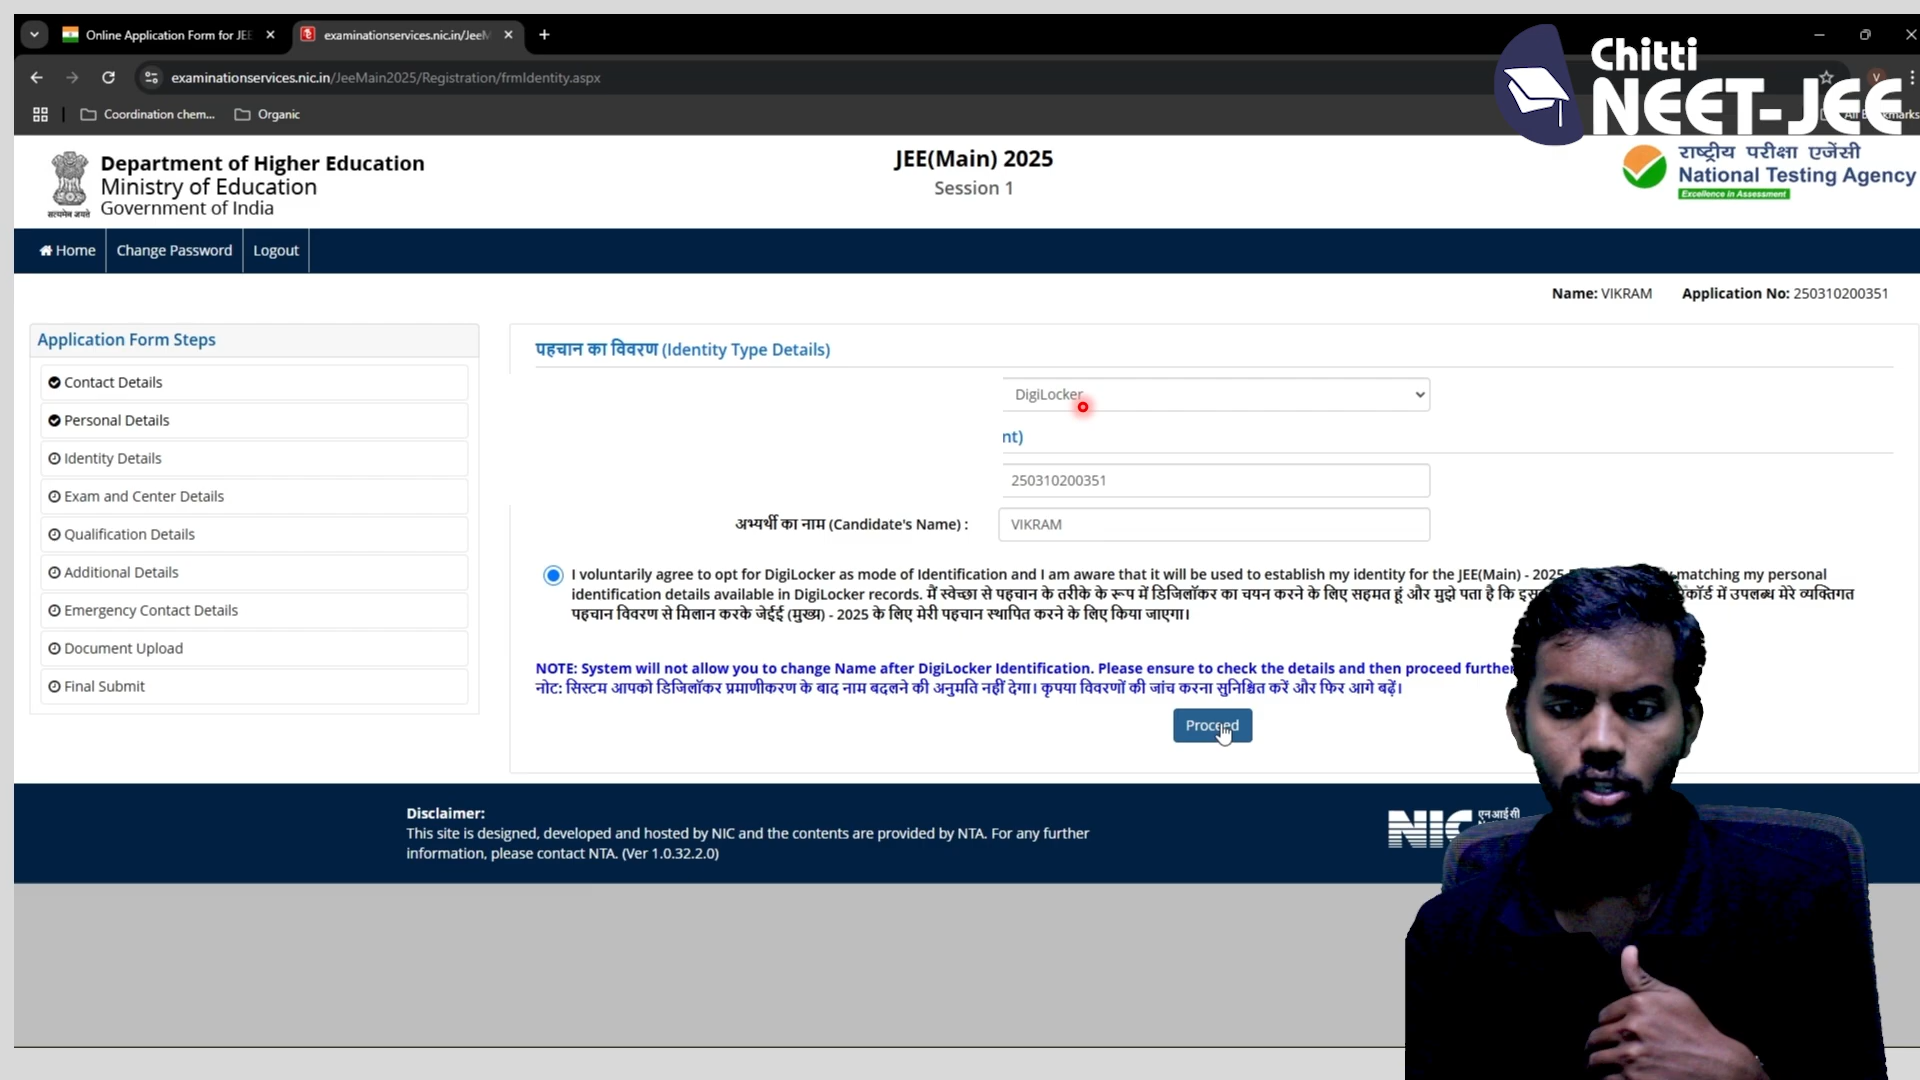 Online Application Form for JEE
examinationservices.nic.in/JeeM
examinationservices.nic.in/JeeMain2025/Registration/frmIdentity.aspx
Coordination chem...
Organic
Chitti
NEET-JEE
Department of Higher Education
Ministry of Education
Government of India
सत्यमेव जयते
JEE(Main) 2025
Session 1
राष्ट्रीय परीक्षा एजेंसी
National Testing Agency
Excellence in Assessment
Home
Change Password
Logout
Name: VIKRAM
Application No: 250310200351
Application Form Steps
Contact Details
Personal Details
Identity Details
Exam and Center Details
Qualification Details
Additional Details
Emergency Contact Details
Document Upload
Final Submit
पहचान का विवरण (Identity Type Details)
DigiLocker
nt)
250310200351
अभ्यर्थी का नाम (Candidate's Name) :
VIKRAM
I voluntarily agree to opt for DigiLocker as mode of Identification and I am aware that it will be used to establish my identity for the JEE(Main) - 2025 matching my personal
identification details available in DigiLocker records. मैं स्वेच्छा से पहचान के तरीके के रूप में डिजिलॉकर का चयन करने के लिए सहमत हूं और मुझे पता है कि में उपलब्ध मेरे व्यक्तिगत
पहचान विवरण से मिलान करके जेईई (मुख्य) - 2025 के लिए मेरी पहचान स्थापित करने के लिए किया जाएगा।
NOTE: System will not allow you to change Name after DigiLocker Identification. Please ensure to check the details and then proceed further
नोट: सिस्टम आपको डिजिलॉकर प्रमाणीकरण के बाद नाम बदलने की अनुमति नहीं देगा। कृपया विवरणों की जांच करना सुनिश्चित करें और फिर आगे बढ़ें।
Proceed
Disclaimer:
This site is designed, developed and hosted by NIC and the contents are provided by NTA. For any further
information, please contact NTA. (Ver 1.0.32.2.0)
NIC
एनआईसी